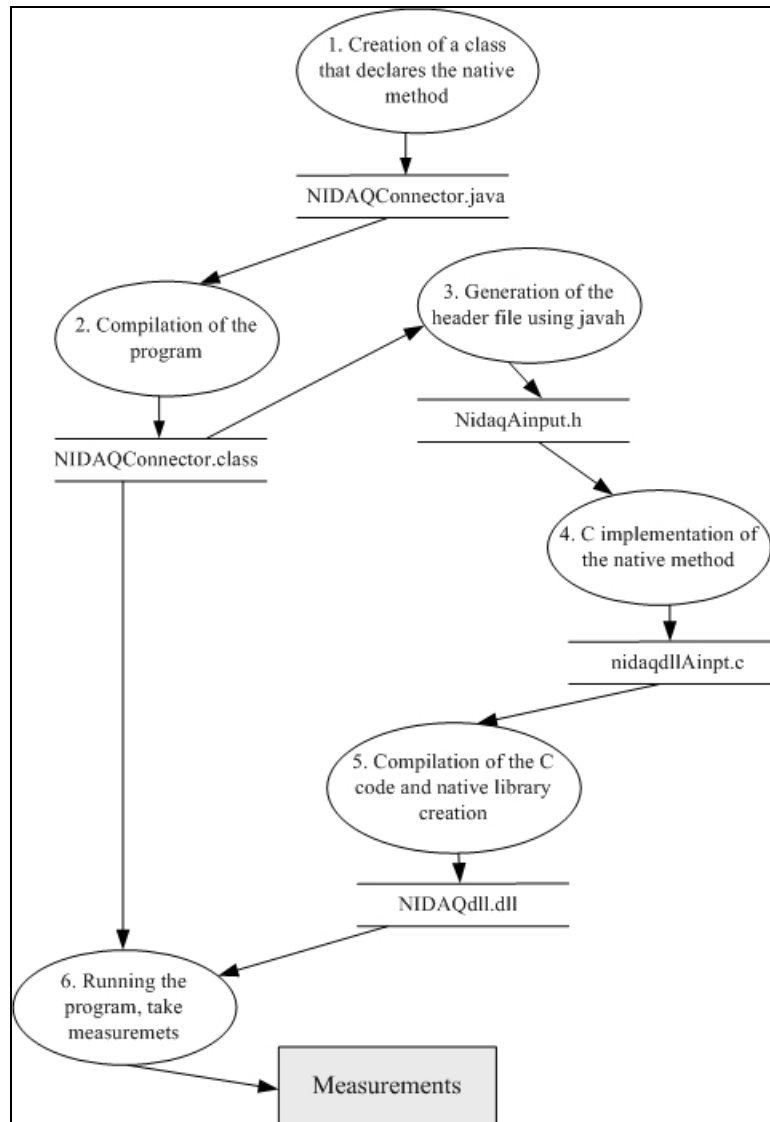 1. Creation of a class
that declares the native
method
NIDAQConnector.java
2. Compilation of the
program
3. Generation of the
header file using javah
NIDAQConnector.class
NidaqAinput.h
4. C implementation of
the native method
nidaqdllAinpt.c
5. Compilation of the C
code and native library
creation
NIDAQdll.dll
6. Running the
program, take
measuremets
Measurements